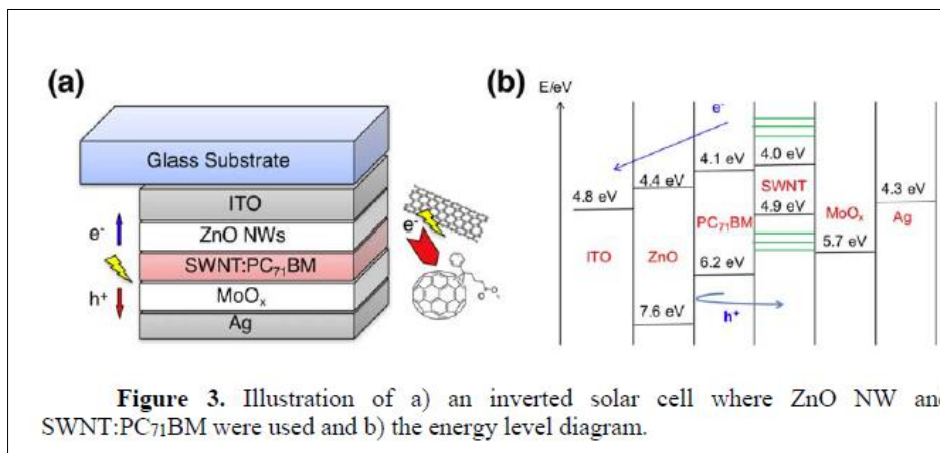 (a)
Glass Substrate
ITO
ZnO NWs
SWNT:PC₇₁BM
MoOₓ
Ag
e⁻
h⁺
e⁻
(b)
E/eV
e⁻
4.8 eV
4.4 eV
4.1 eV
4.0 eV
SWNT
4.9 eV
4.3 eV
PC₇₁BM
MoOₓ
Ag
5.7 eV
ITO
ZnO
6.2 eV
7.6 eV
h⁺
Figure 3. Illustration of a) an inverted solar cell where ZnO NW and
SWNT:PC₇₁BM were used and b) the energy level diagram.